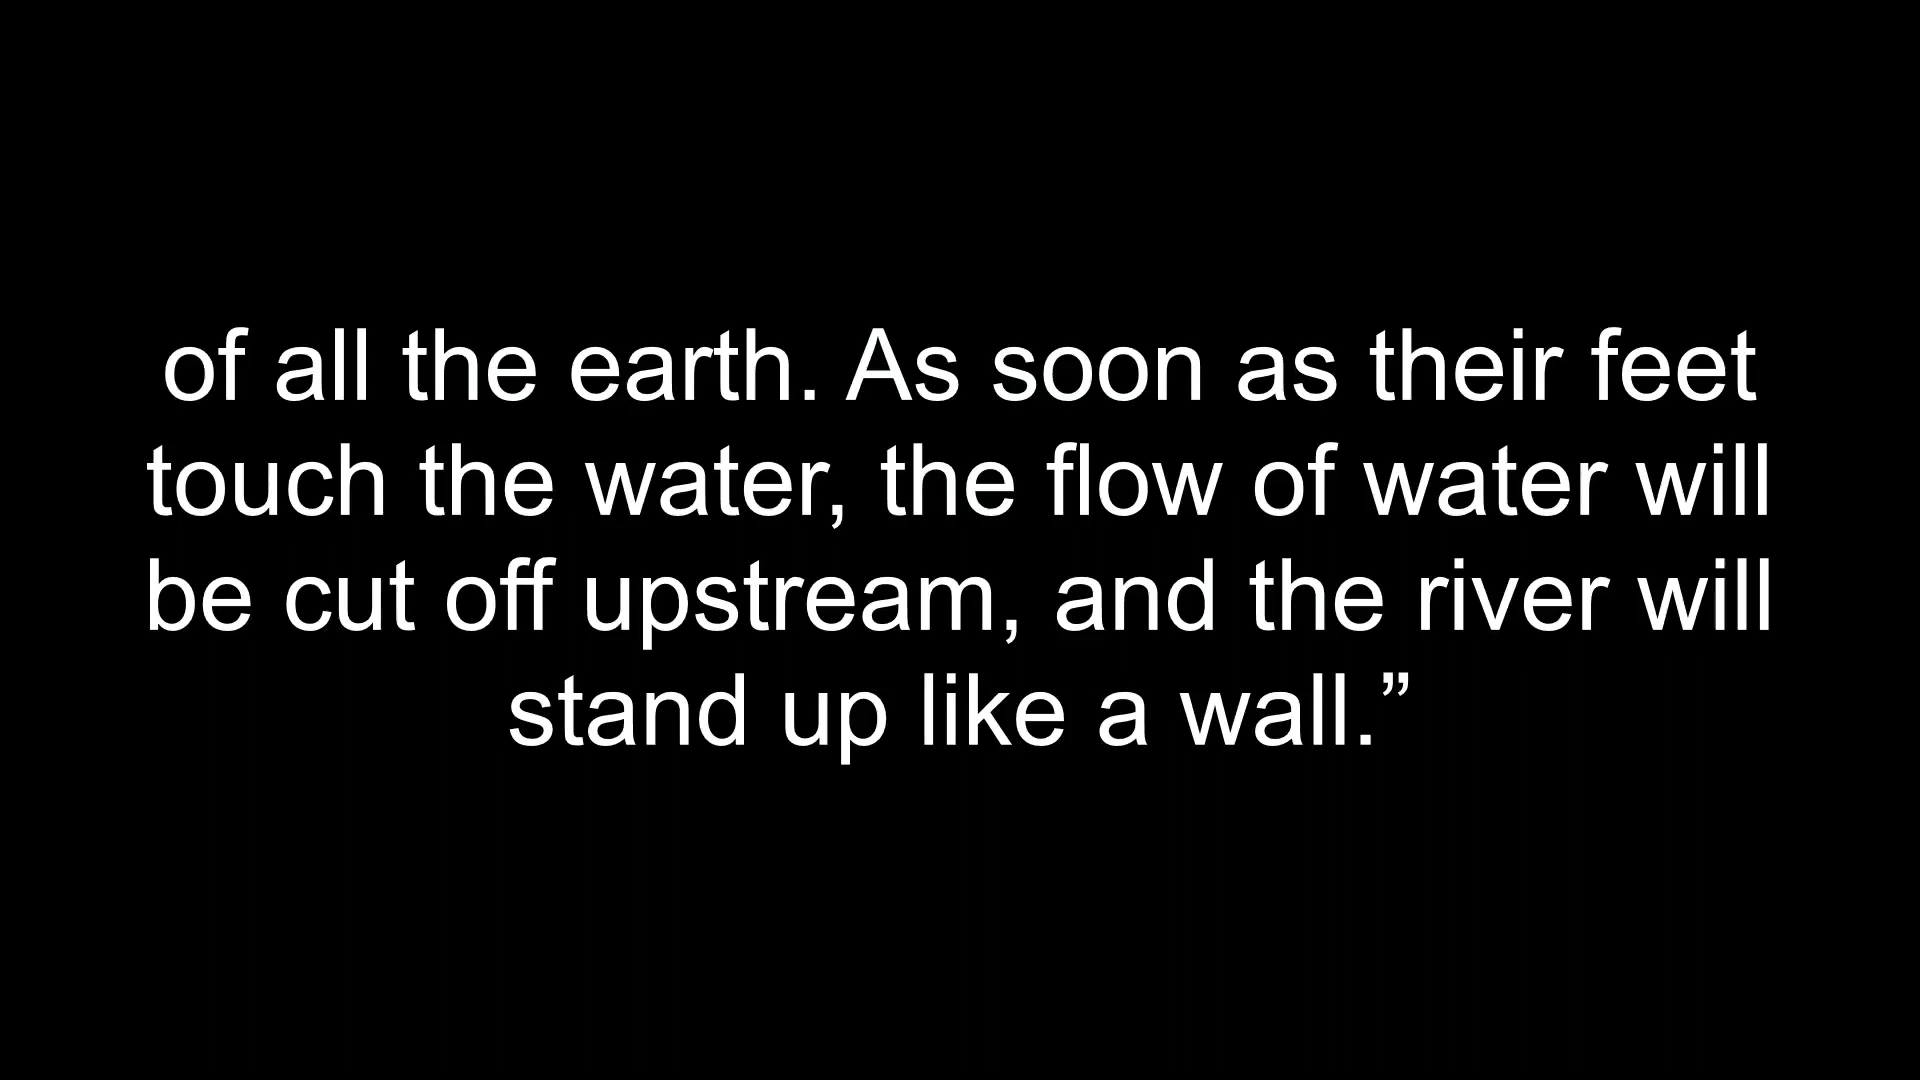 of all the earth. As soon as their feet
touch the water, the flow of water will
be cut off upstream, and the river will
stand up like a wall.”